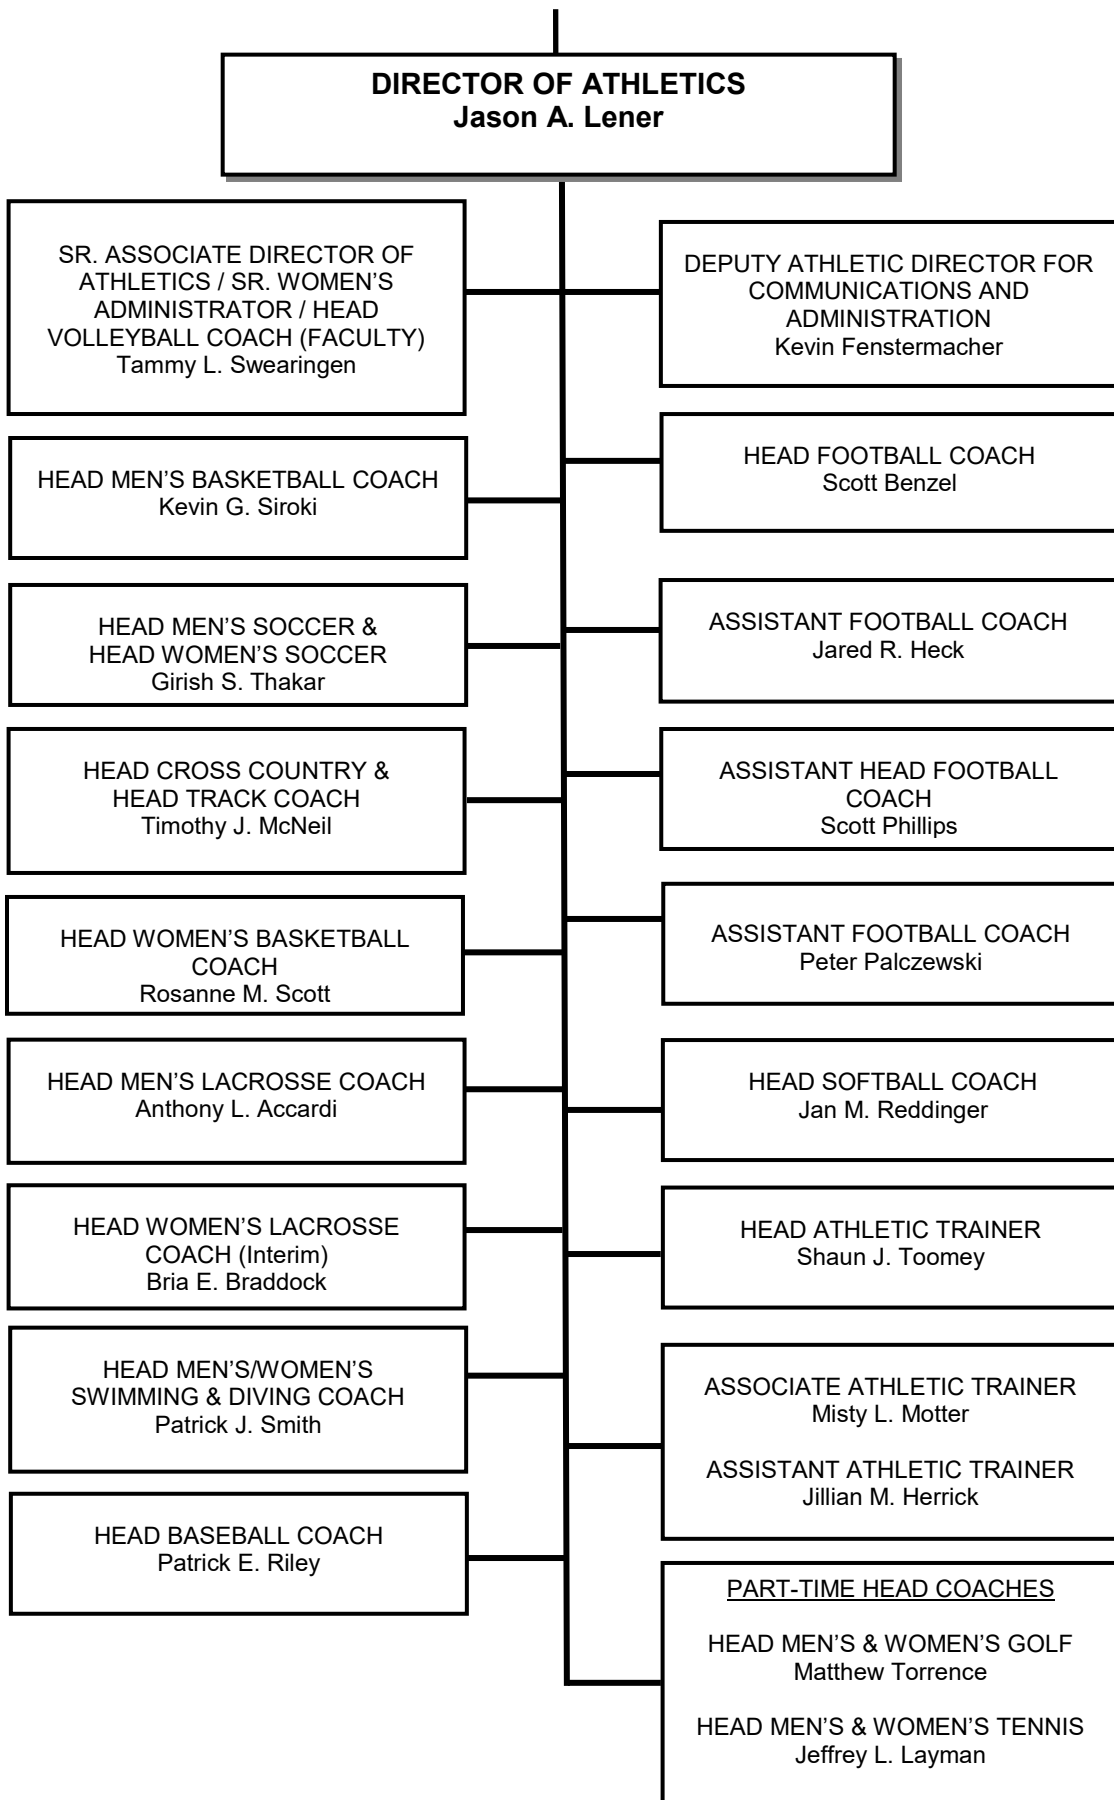 DIRECTOR OF ATHLETICS
Jason A. Lener
SR. ASSOCIATE DIRECTOR OF
ATHLETICS / SR. WOMEN’S
ADMINISTRATOR / HEAD
VOLLEYBALL COACH (FACULTY)
Tammy L. Swearingen
HEAD MEN’S BASKETBALL COACH
Kevin G. Siroki
HEAD MEN’S SOCCER &
HEAD WOMEN’S SOCCER
Girish S. Thakar
HEAD CROSS COUNTRY &
HEAD TRACK COACH
Timothy J. McNeil
HEAD WOMEN’S BASKETBALL
COACH
Rosanne M. Scott
HEAD MEN’S LACROSSE COACH
Anthony L. Accardi
HEAD WOMEN’S LACROSSE
COACH (Interim)
Bria E. Braddock
HEAD MEN’S/WOMEN’S
SWIMMING & DIVING COACH
Patrick J. Smith
HEAD BASEBALL COACH
Patrick E. Riley
DEPUTY ATHLETIC DIRECTOR FOR
COMMUNICATIONS AND
ADMINISTRATION
Kevin Fenstermacher
HEAD FOOTBALL COACH
Scott Benzel
ASSISTANT FOOTBALL COACH
Jared R. Heck
ASSISTANT HEAD FOOTBALL
COACH
Scott Phillips
ASSISTANT FOOTBALL COACH
Peter Palczewski
HEAD SOFTBALL COACH
Jan M. Reddinger
HEAD ATHLETIC TRAINER
Shaun J. Toomey
ASSOCIATE ATHLETIC TRAINER
Misty L. Motter
ASSISTANT ATHLETIC TRAINER
Jillian M. Herrick
PART-TIME HEAD COACHES
HEAD MEN’S & WOMEN’S GOLF
Matthew Torrence
HEAD MEN’S & WOMEN’S TENNIS
Jeffrey L. Layman